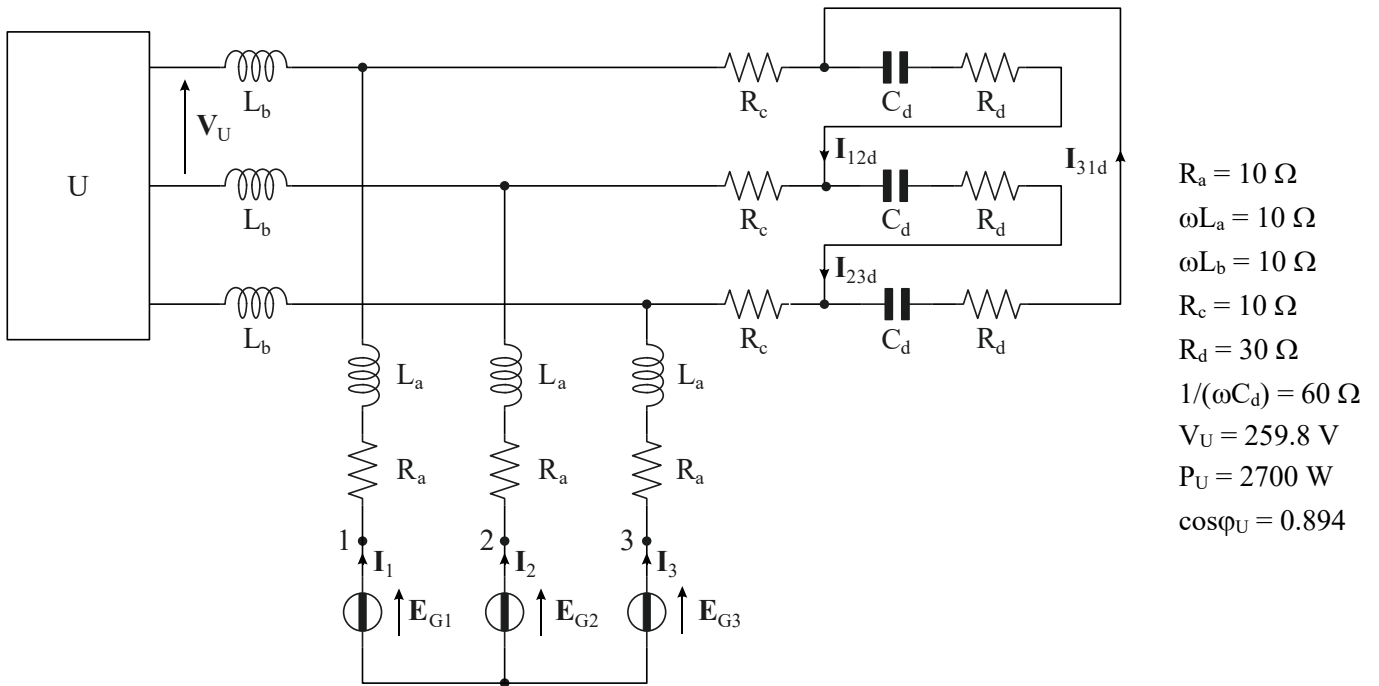 U
V_U
L_b
L_b
L_b
R_c
R_c
R_c
C_d
R_d
I_12d
I_31d
C_d
R_d
I_23d
C_d
R_d
L_a
L_a
L_a
R_a
R_a
R_a
1
2
3
I_1
I_2
I_3
E_G1
E_G2
E_G3
R_a = 10 Ω
ωL_a = 10 Ω
ωL_b = 10 Ω
R_c = 10 Ω
R_d = 30 Ω
1/(ωC_d) = 60 Ω
V_U = 259.8 V
P_U = 2700 W
cosφ_U = 0.894